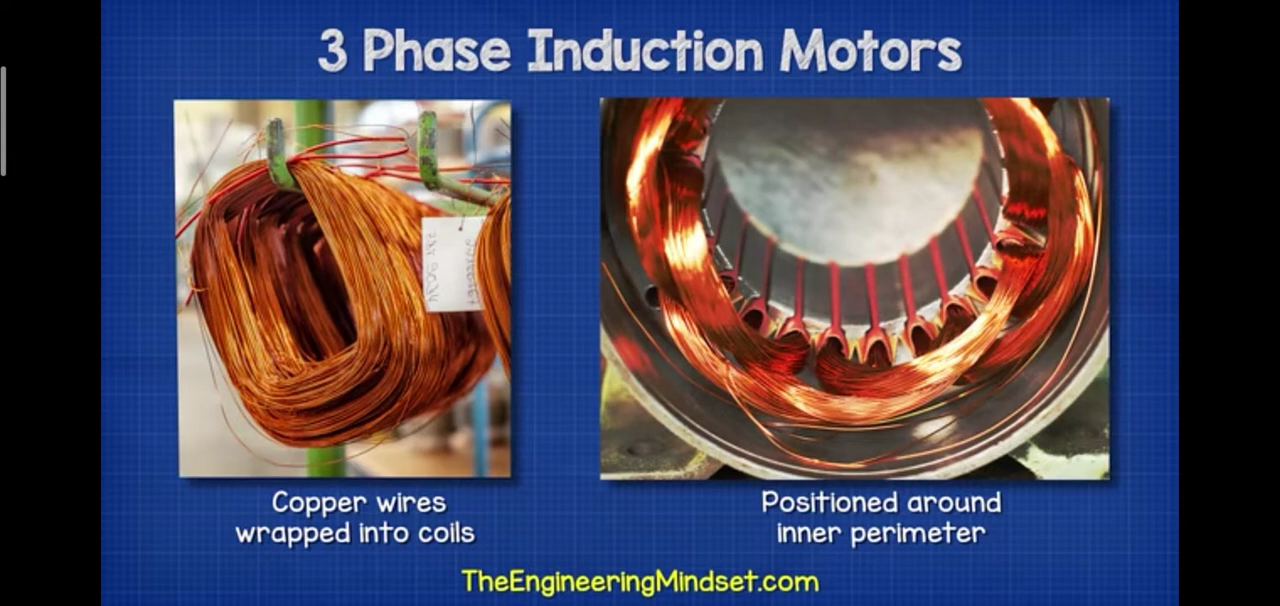 3 Phase Induction Motors
Copper wires
wrapped into coils
Positioned around
inner perimeter
TheEngineeringMindset.com